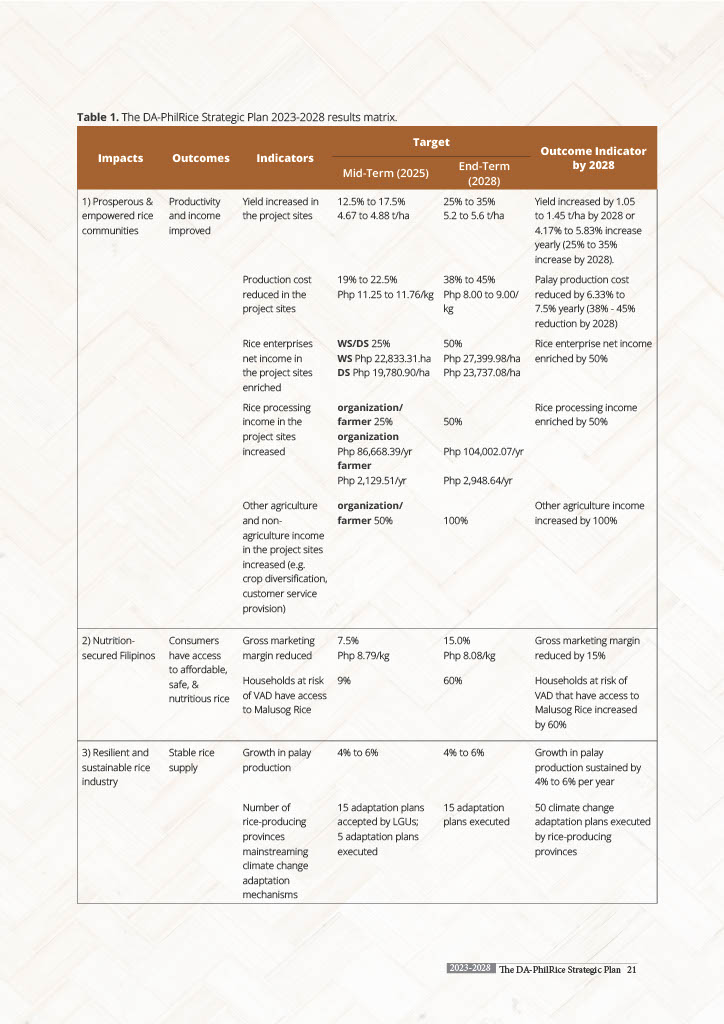 Table 1. The DA-PhilRice Strategic Plan 2023-2028 results matrix.
Impacts
Outcomes
Indicators
Target
Mid-Term (2025)
End-Term
(2028)
Outcome Indicator
by 2028
1) Prosperous &
empowered rice
communities
Productivity
and income
improved
Yield increased in
the project sites
12.5% to 17.5%
4.67 to 4.88 t/ha
25% to 35%
5.2 to 5.6 t/ha
Yield increased by 1.05
to 1.45 t/ha by 2028 or
4.17% to 5.83% increase
yearly (25% to 35%
increase by 2028).
Production cost
reduced in the
project sites
19% to 22.5%
Php 11.25 to 11.76/kg
38% to 45%
Php 8.00 to 9.00/
kg
Palay production cost
reduced by 6.33% to
7.5% yearly (38% - 45%
reduction by 2028)
Rice enterprises
net income in
the project sites
enriched
WS/DS 25%
WS Php 22,833.31.ha
DS Php 19,780.90/ha
50%
Php 27,399.98/ha
Php 23,737.08/ha
Rice enterprise net income
enriched by 50%
Rice processing
income in the
project sites
increased
organization/
farmer 25%
organization
Php 86,668.39/yr
farmer
Php 2,129.51/yr
50%
Php 104,002.07/yr
Php 2,948.64/yr
Rice processing income
enriched by 50%
Other agriculture
and non-
agriculture income
in the project sites
increased (e.g.
crop diversification,
customer service
provision)
organization/
farmer 50%
100%
Other agriculture income
increased by 100%
2) Nutrition-
secured Filipinos
Consumers
have access
to affordable,
safe, &
nutritious rice
Gross marketing
margin reduced
7.5%
Php 8.79/kg
15.0%
Php 8.08/kg
Gross marketing margin
reduced by 15%
Households at risk
of VAD have access
to Malusog Rice
9%
60%
Households at risk of
VAD that have access to
Malusog Rice increased
by 60%
3) Resilient and
sustainable rice
industry
Stable rice
supply
Growth in palay
production
4% to 6%
4% to 6%
Growth in palay
production sustained by
4% to 6% per year
Number of
rice-producing
provinces
mainstreaming
climate change
adaptation
mechanisms
15 adaptation plans
accepted by LGUs;
5 adaptation plans
executed
15 adaptation
plans executed
50 climate change
adaptation plans executed
by rice-producing
provinces
2023-2028 The DA-PhilRice Strategic Plan 21